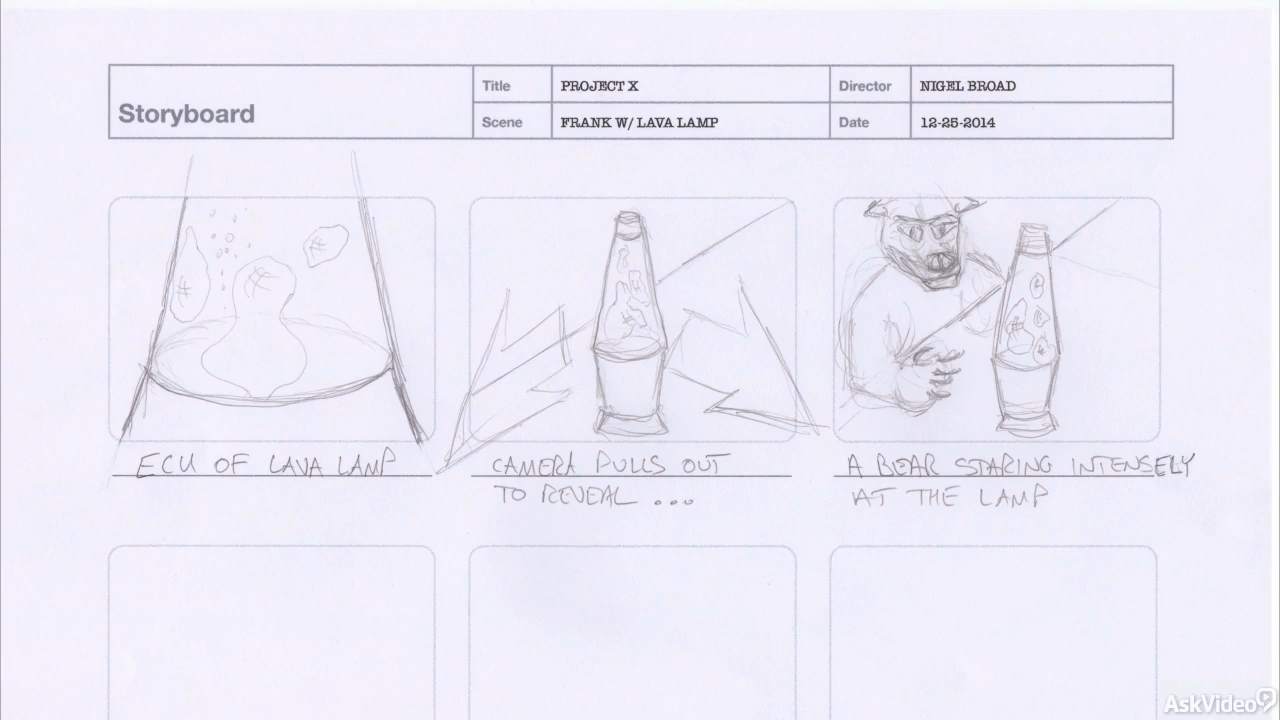 Storyboard
Title
PROJECT X
Director
NIGEL BROAD
Scene
FRANK W/ LAVA LAMP
Date
12-25-2014
ECU OF LAVA LAMP
CAMERA PULLS OUT
TO REVEAL ...
A BEAR STARING INTENSELY
AT THE LAMP
AskVideo